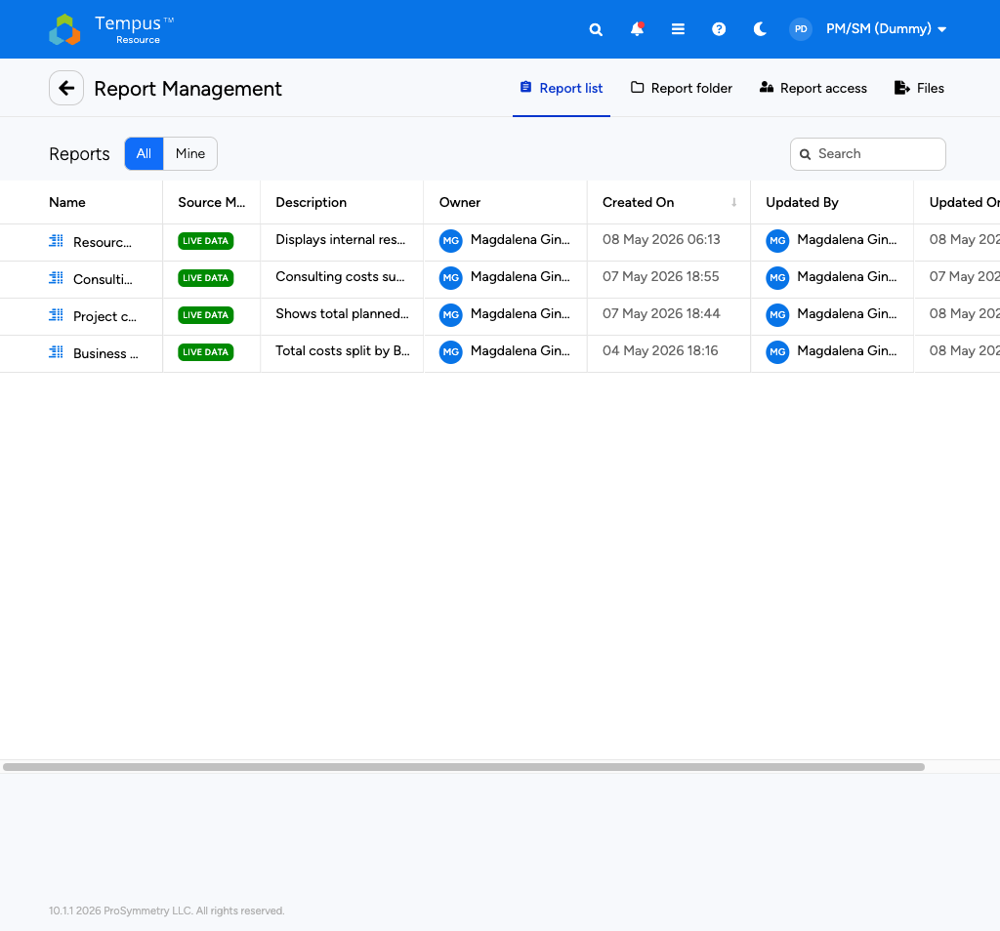 Tempus™
Resource
PD PM/SM (Dummy)
Report Management
Report list Report folder Report access Files
Reports All Mine Search
Name Source M... Description Owner Created On ↓ Updated By Updated On
Resourc... LIVE DATA Displays internal res... MG Magdalena Gin... 08 May 2026 06:13 MG Magdalena Gin... 08 May 202
Consulti... LIVE DATA Consulting costs su... MG Magdalena Gin... 07 May 2026 18:55 MG Magdalena Gin... 07 May 202
Project c... LIVE DATA Shows total planned... MG Magdalena Gin... 07 May 2026 18:44 MG Magdalena Gin... 08 May 202
Business ... LIVE DATA Total costs split by B... MG Magdalena Gin... 04 May 2026 18:16 MG Magdalena Gin... 08 May 202
10.1.1 2026 ProSymmetry LLC. All rights reserved.